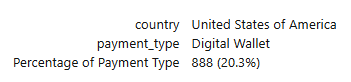 country United States of America
payment_type Digital Wallet
Percentage of Payment Type 888 (20.3%)